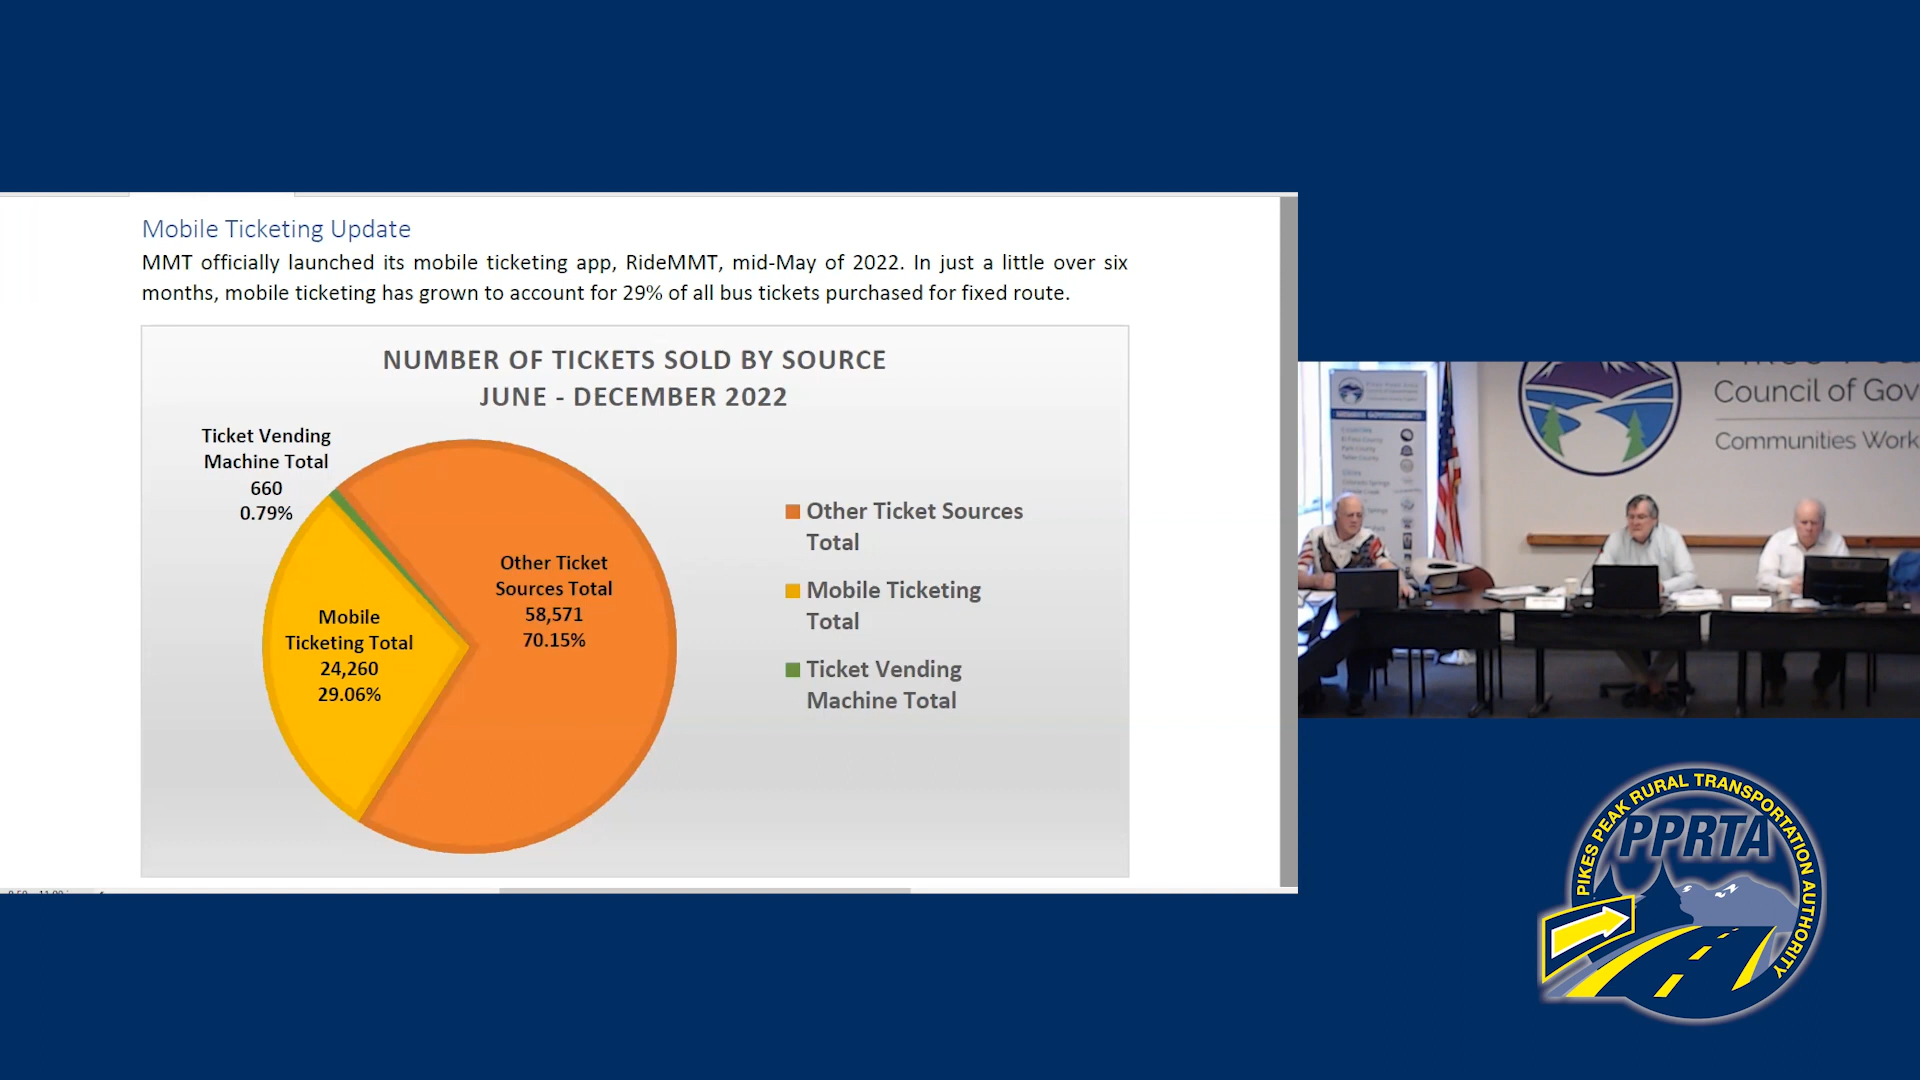 Mobile Ticketing Update
MMT officially launched its mobile ticketing app, RideMMT, mid-May of 2022. In just a little over six
months, mobile ticketing has grown to account for 29% of all bus tickets purchased for fixed route.
NUMBER OF TICKETS SOLD BY SOURCE
JUNE - DECEMBER 2022
Ticket Vending
Machine Total
660
0.79%
Other Ticket
Sources Total
58,571
70.15%
Mobile
Ticketing Total
24,260
29.06%
Other Ticket Sources
Total
Mobile Ticketing
Total
Ticket Vending
Machine Total
Council of Gov
Communities Work
PIKES PEAK RURAL TRANSPORTATION AUTHORITY
PPRTA